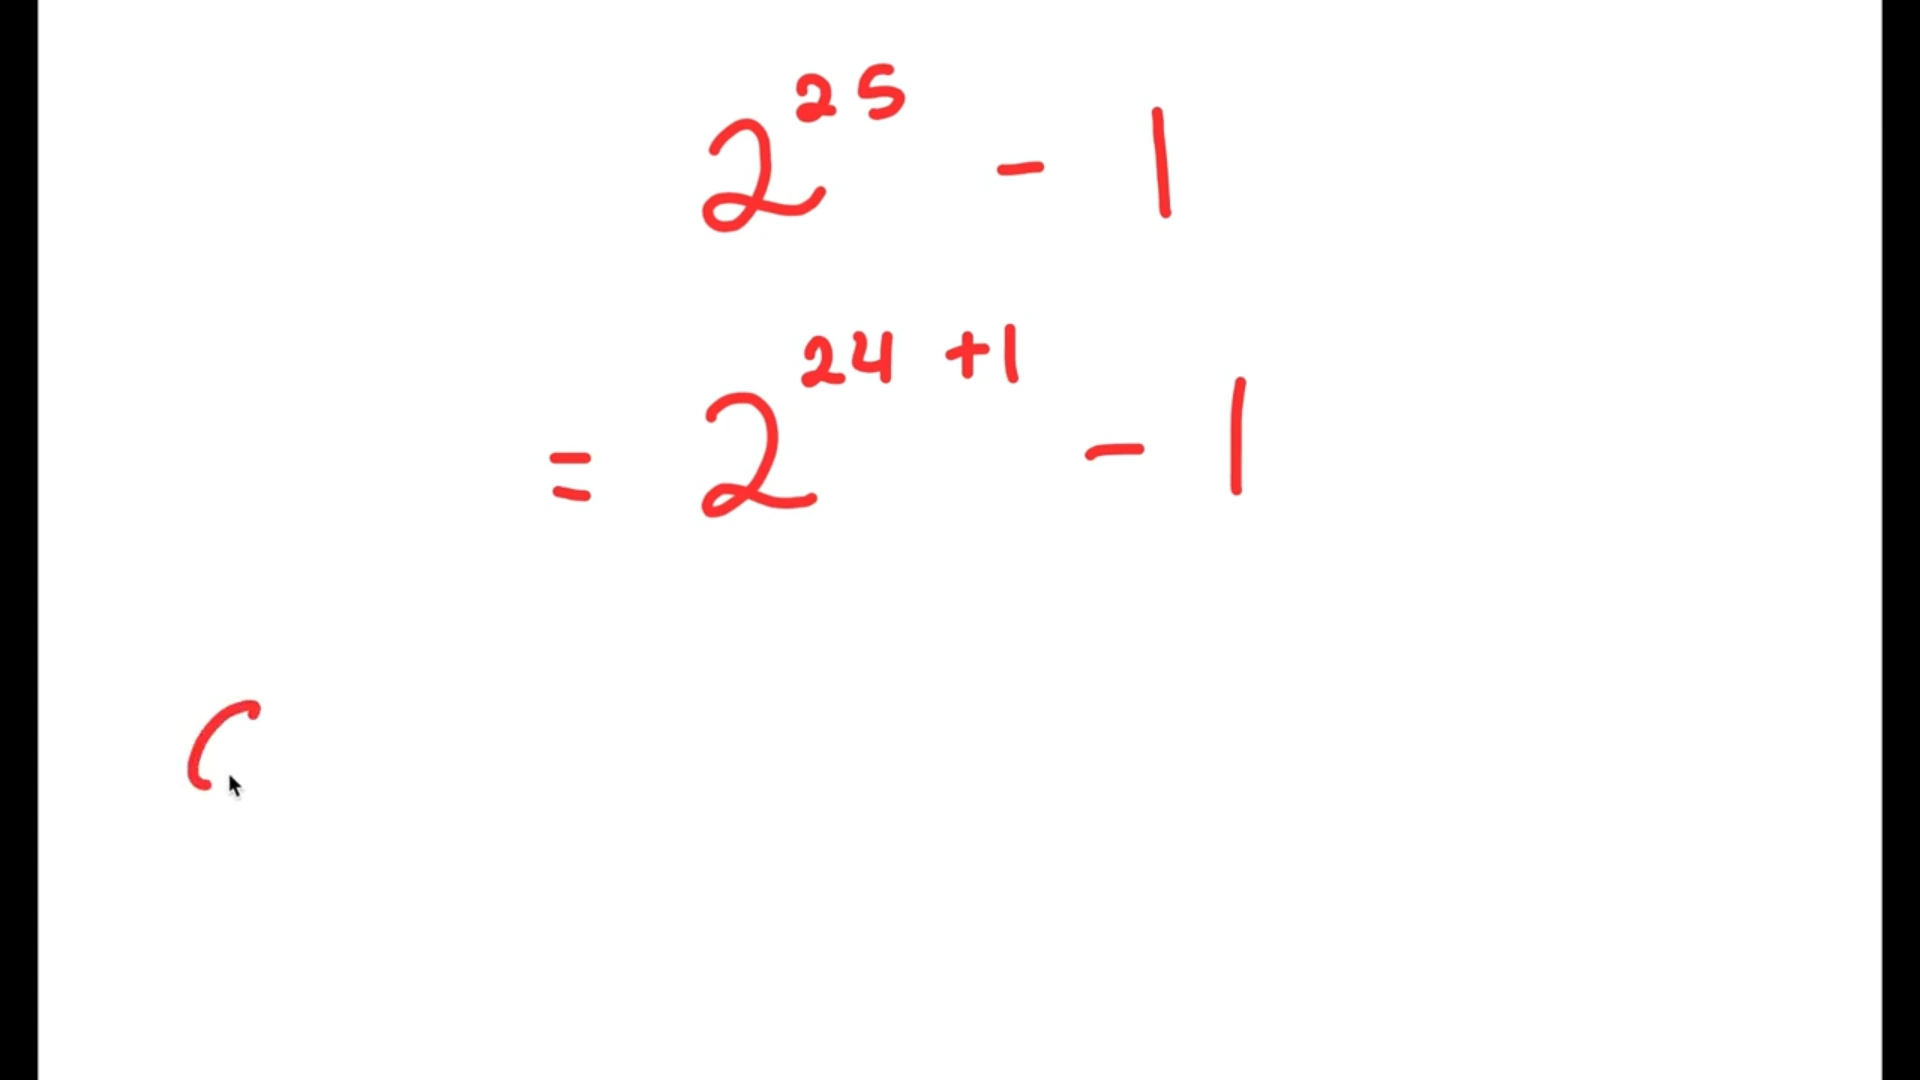 2^25 - 1
= 2^24 +1 - 1